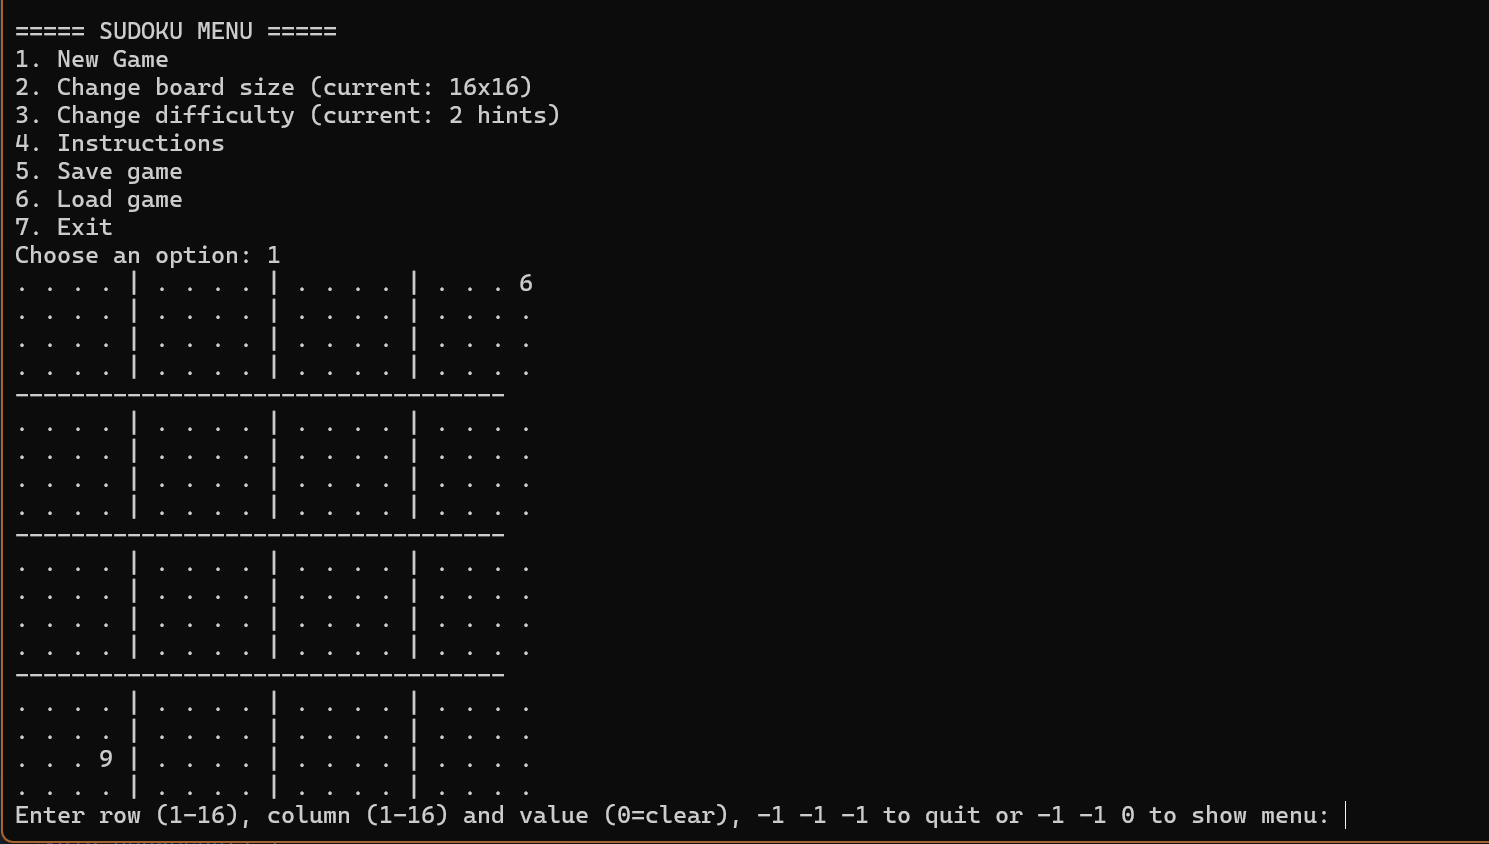 ===== SUDOKU MENU =====
1. New Game
2. Change board size (current: 16x16)
3. Change difficulty (current: 2 hints)
4. Instructions
5. Save game
6. Load game
7. Exit
Choose an option: 1
. . . . | . . . . | . . . . | . . . 6
. . . . | . . . . | . . . . | . . . .
. . . . | . . . . | . . . . | . . . .
. . . . | . . . . | . . . . | . . . .
-----------------------------------
. . . . | . . . . | . . . . | . . . .
. . . . | . . . . | . . . . | . . . .
. . . . | . . . . | . . . . | . . . .
. . . . | . . . . | . . . . | . . . .
-----------------------------------
. . . . | . . . . | . . . . | . . . .
. . . . | . . . . | . . . . | . . . .
. . . . | . . . . | . . . . | . . . .
. . . . | . . . . | . . . . | . . . .
-----------------------------------
. . . . | . . . . | . . . . | . . . .
. . . . | . . . . | . . . . | . . . .
. . . 9 | . . . . | . . . . | . . . .
. . . . | . . . . | . . . . | . . . .
Enter row (1-16), column (1-16) and value (0=clear), -1 -1 -1 to quit or -1 -1 0 to show menu: